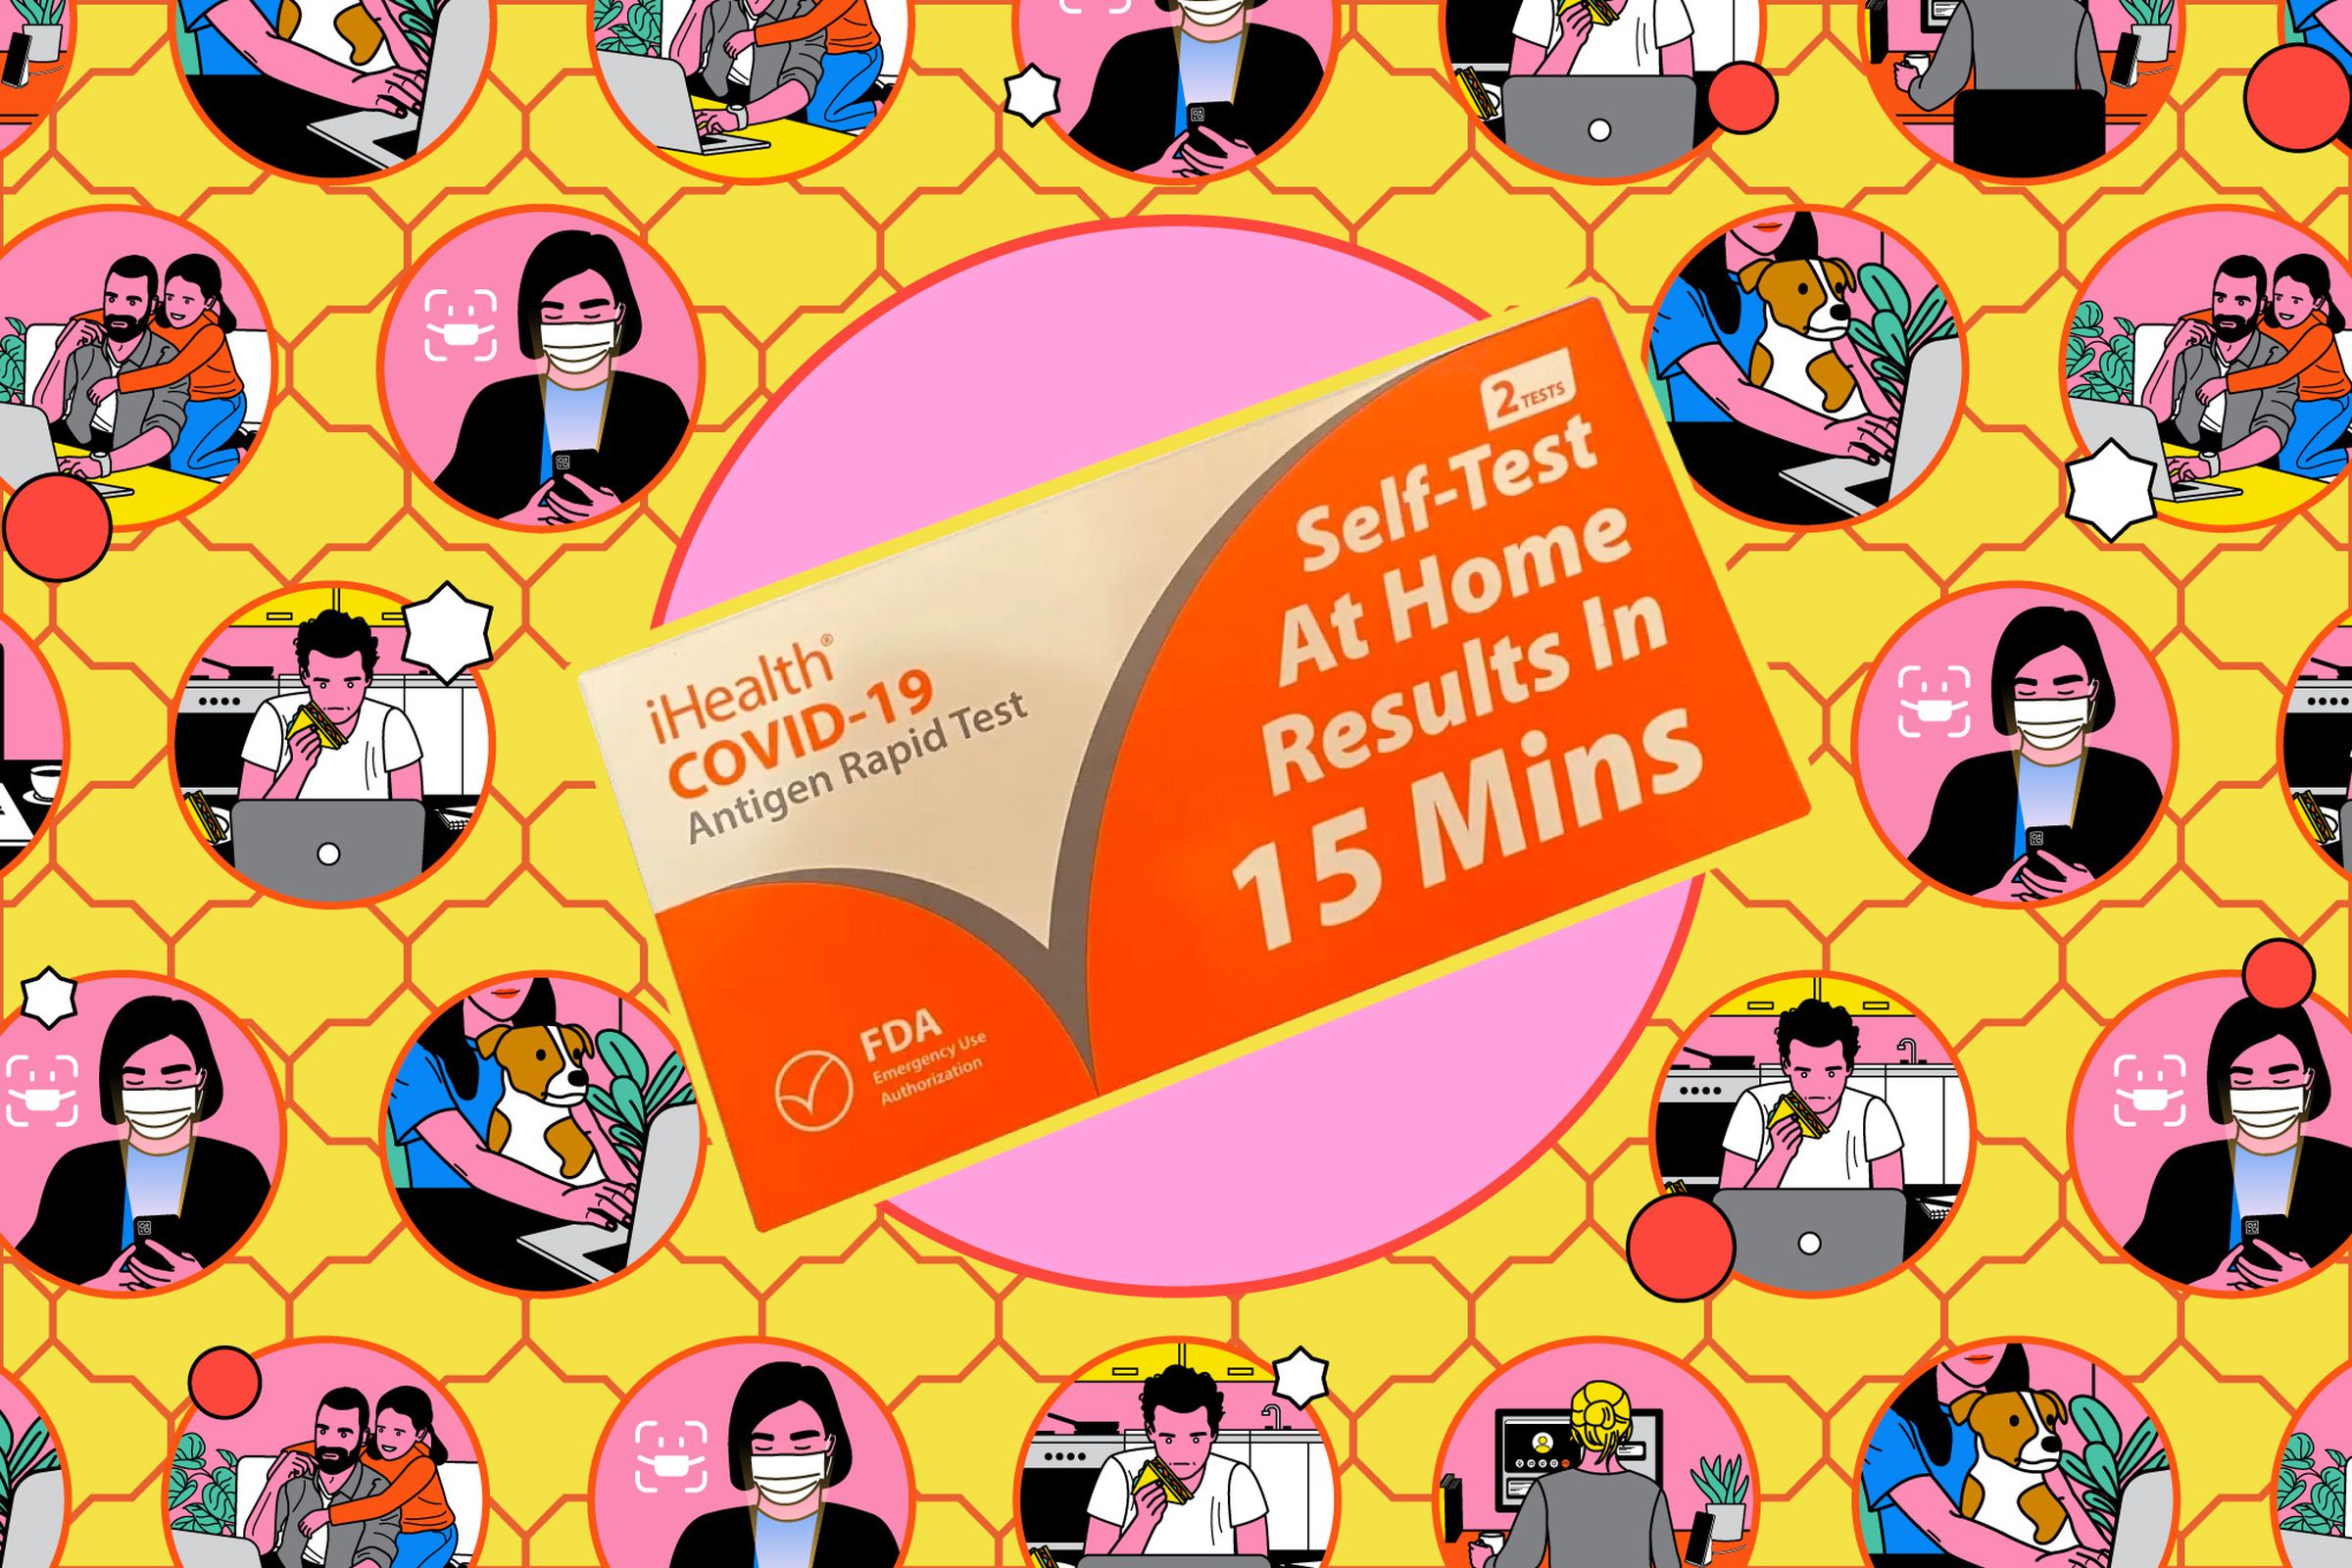 iHealth®
COVID-19
Antigen Rapid Test
FDA
Emergency Use
Authorization
2 TESTS
Self-Test
At Home
Results In
15 Mins